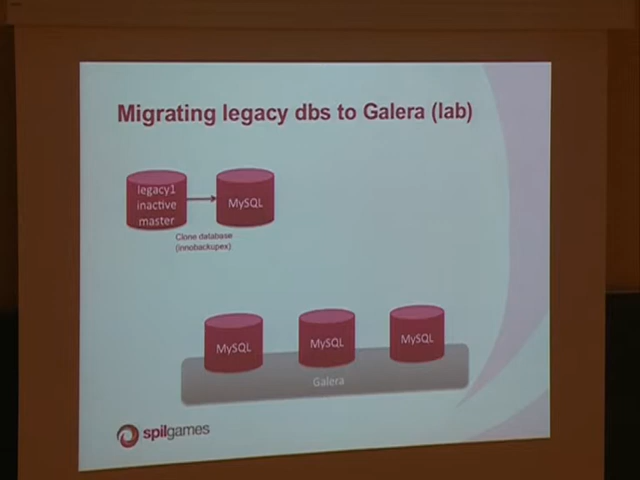 Migrating legacy dbs to Galera (lab)
legacy1
inactive
master
MySQL
Clone database
(innobackupex)
MySQL
MySQL
MySQL
Galera
spilgames